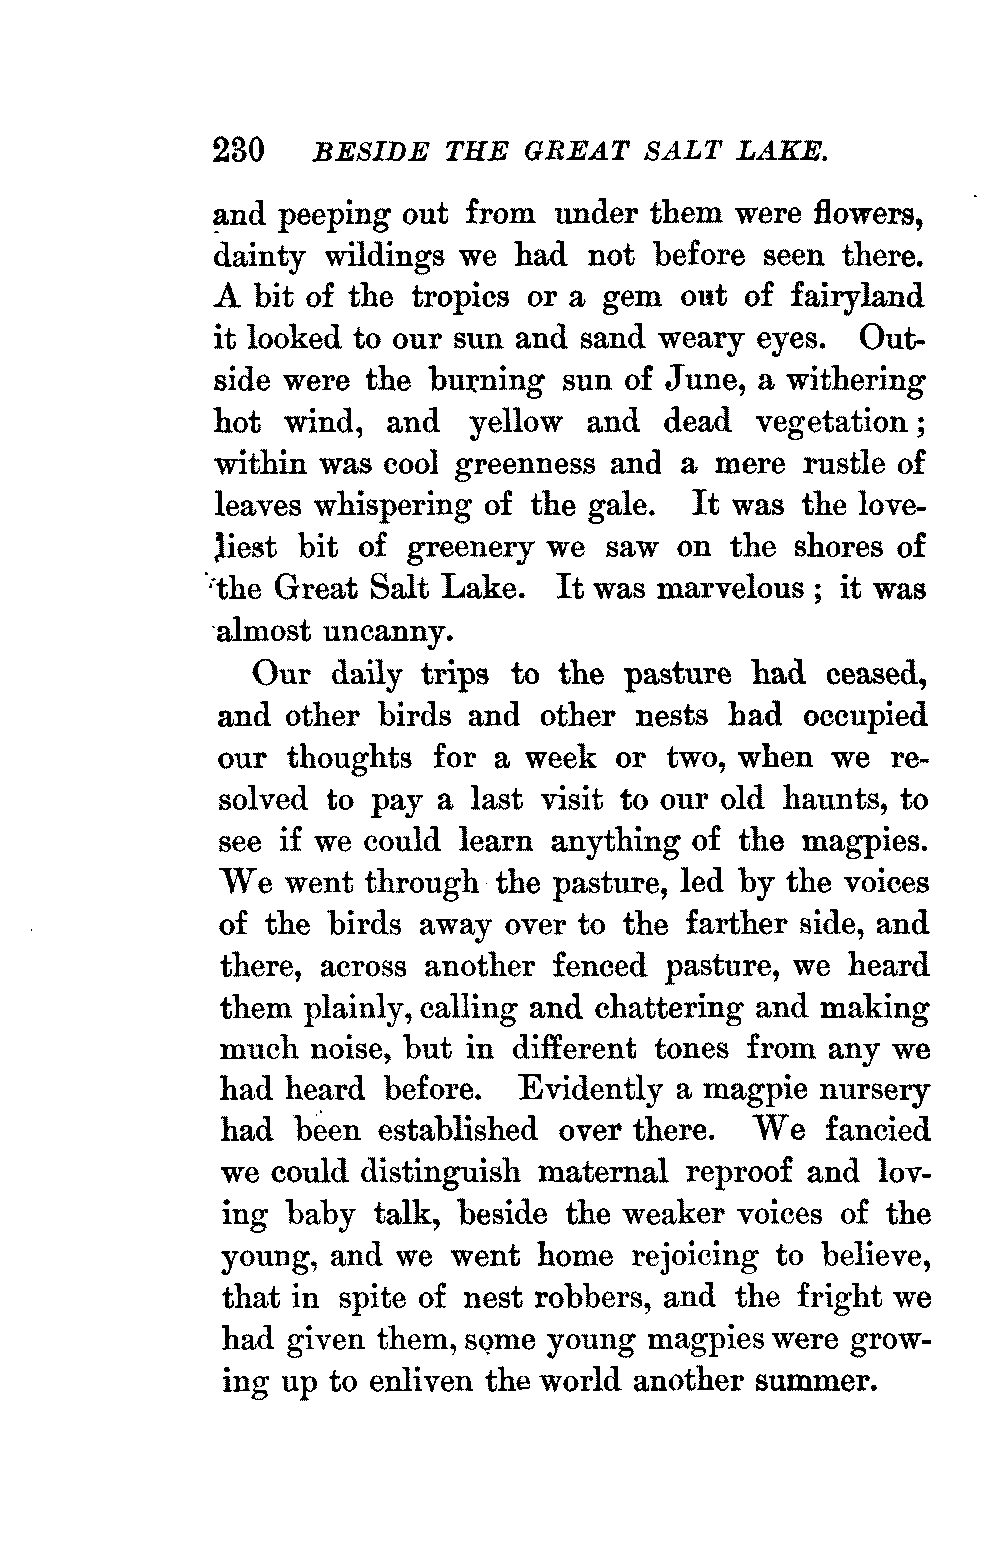 230 BESIDE THE GREAT SALT LAKE.
and peeping out from under them were flowers,
dainty wildings we had not before seen there.
A bit of the tropics or a gem out of fairyland
it looked to our sun and sand weary eyes. Out-
side were the burning sun of June, a withering
hot wind, and yellow and dead vegetation ;
within was cool greenness and a mere rustle of
leaves whispering of the gale. It was the love-
liest bit of greenery we saw on the shores of
the Great Salt Lake. It was marvelous ; it was
almost uncanny.
Our daily trips to the pasture had ceased,
and other birds and other nests had occupied
our thoughts for a week or two, when we re-
solved to pay a last visit to our old haunts, to
see if we could learn anything of the magpies.
We went through the pasture, led by the voices
of the birds away over to the farther side, and
there, across another fenced pasture, we heard
them plainly, calling and chattering and making
much noise, but in different tones from any we
had heard before. Evidently a magpie nursery
had been established over there. We fancied
we could distinguish maternal reproof and lov-
ing baby talk, beside the weaker voices of the
young, and we went home rejoicing to believe,
that in spite of nest robbers, and the fright we
had given them, some young magpies were grow-
ing up to enliven the world another summer.